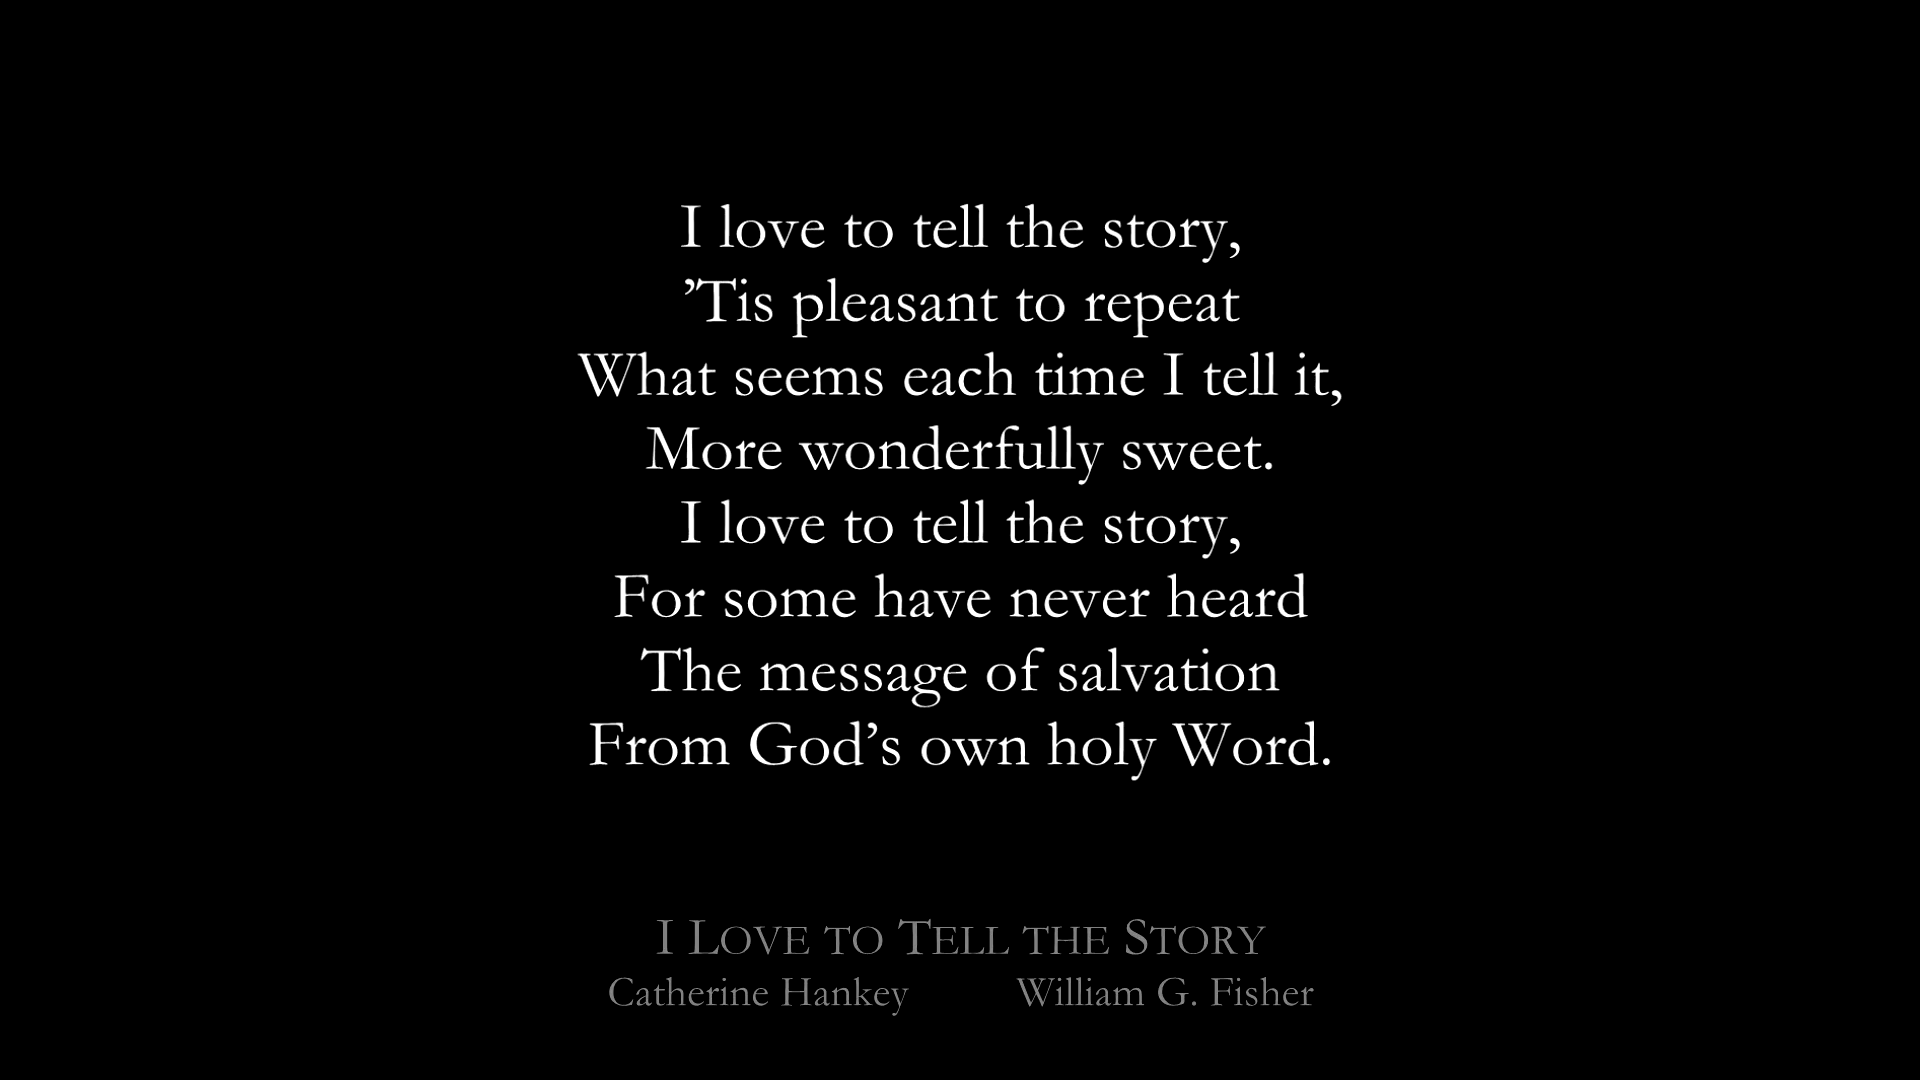 I love to tell the story,
’Tis pleasant to repeat
What seems each time I tell it,
More wonderfully sweet.
I love to tell the story,
For some have never heard
The message of salvation
From God’s own holy Word.
I LOVE TO TELL THE STORY
Catherine Hankey William G. Fisher